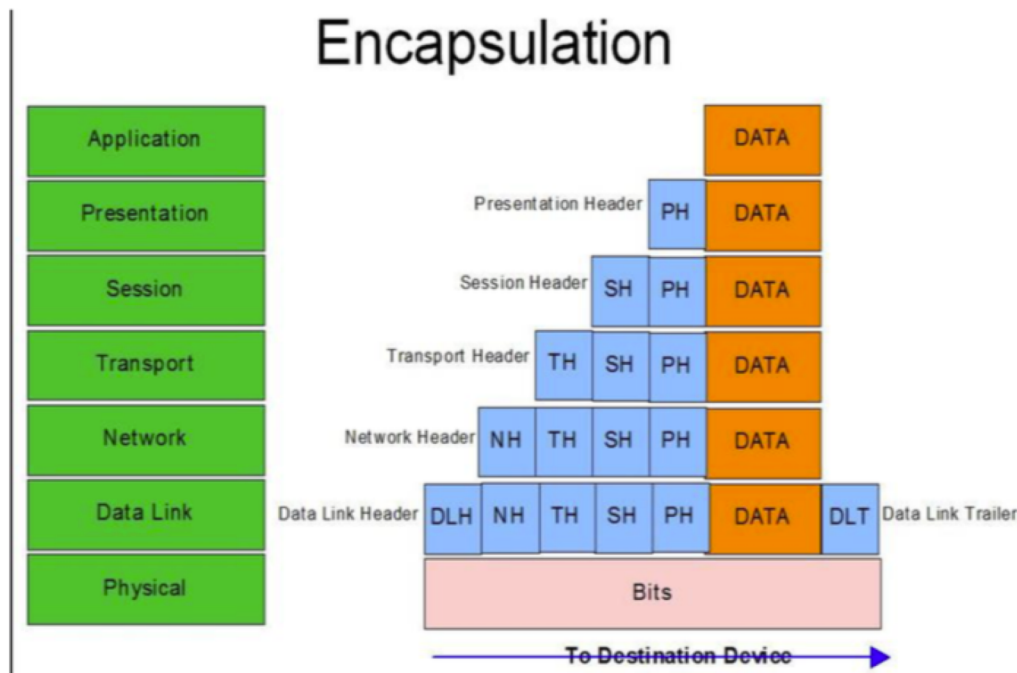 Encapsulation
Application DATA
Presentation Presentation Header PH DATA
Session Session Header SH PH DATA
Transport Transport Header TH SH PH DATA
Network Network Header NH TH SH PH DATA
Data Link Data Link Header DLH NH TH SH PH DATA DLT Data Link Trailer
Physical Bits
To Destination Device